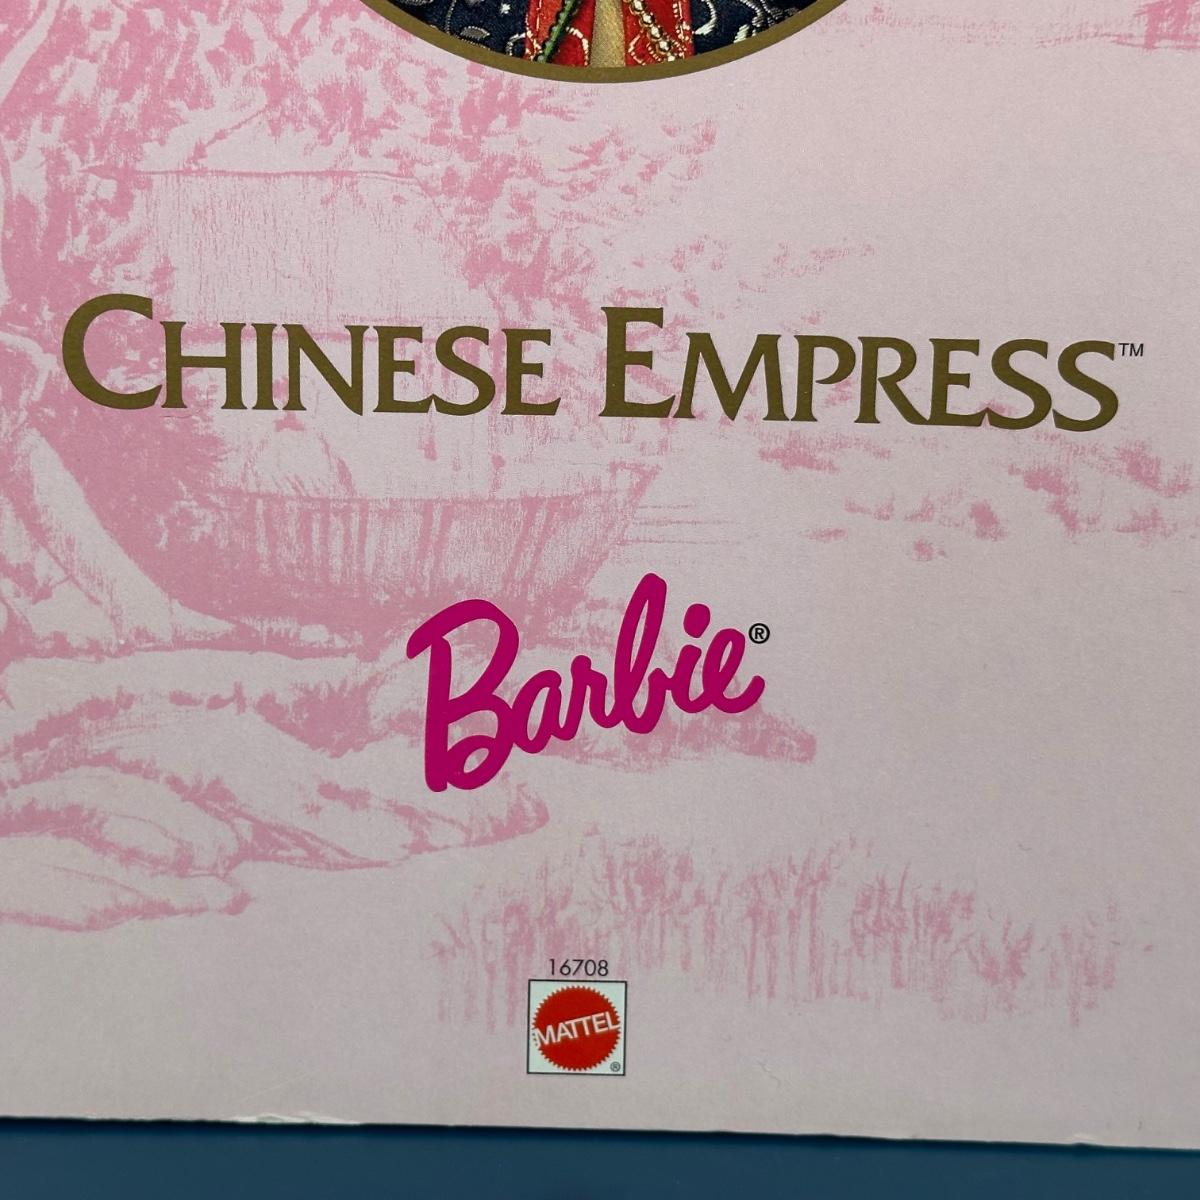 CHINESE EMPRESS™
Barbie®
16708
MATTEL®